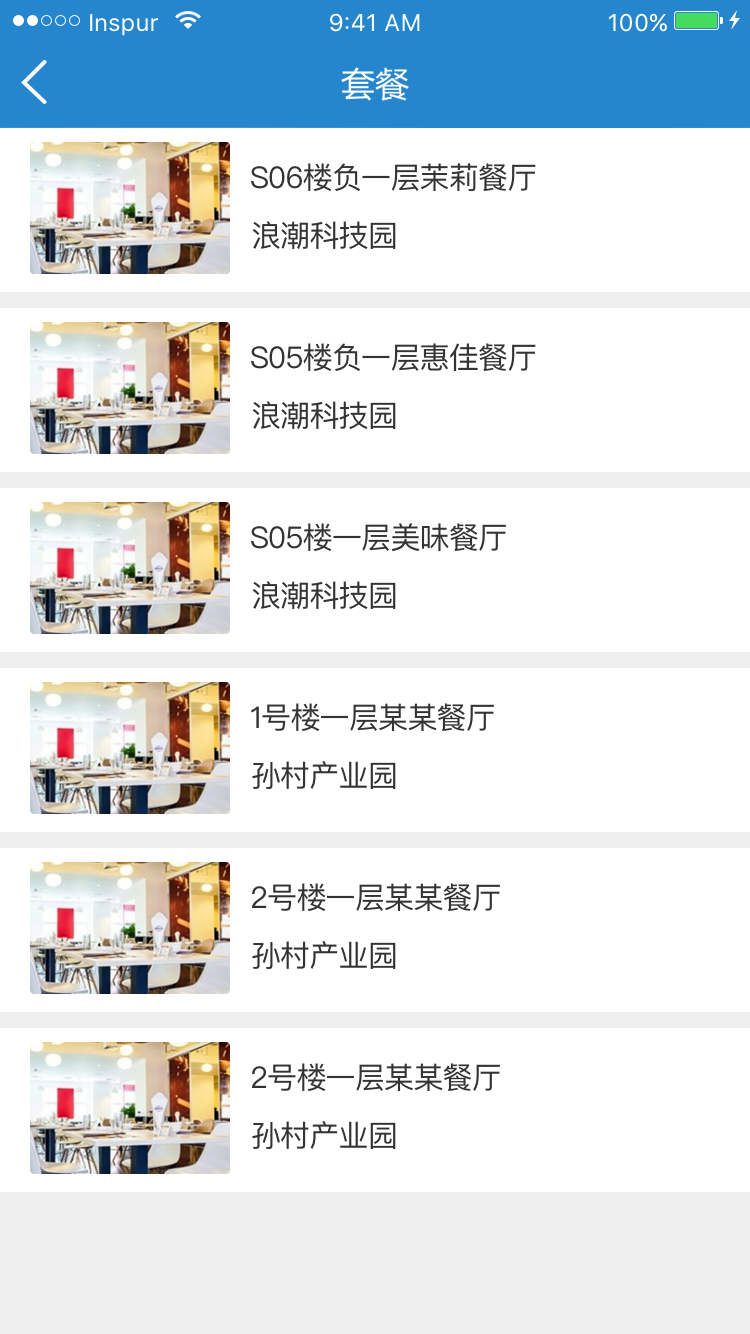 Inspur 9:41 AM 100%
套餐
S06楼负一层茉莉餐厅
浪潮科技园
S05楼负一层惠佳餐厅
浪潮科技园
S05楼一层美味餐厅
浪潮科技园
1号楼一层某某餐厅
孙村产业园
2号楼一层某某餐厅
孙村产业园
2号楼一层某某餐厅
孙村产业园